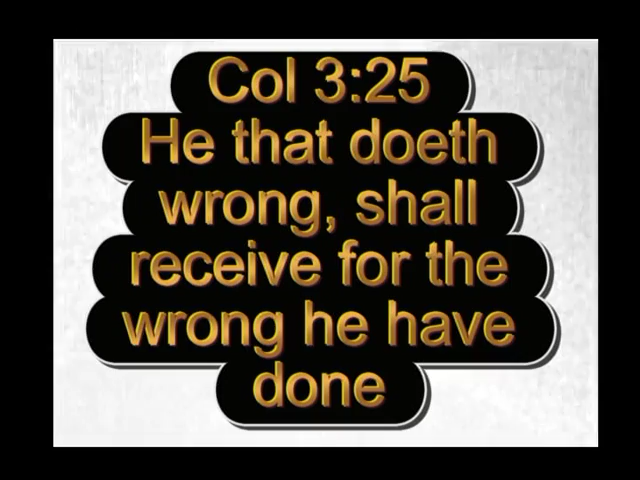 Col 3:25
He that doeth
wrong, shall
receive for the
wrong he have
done